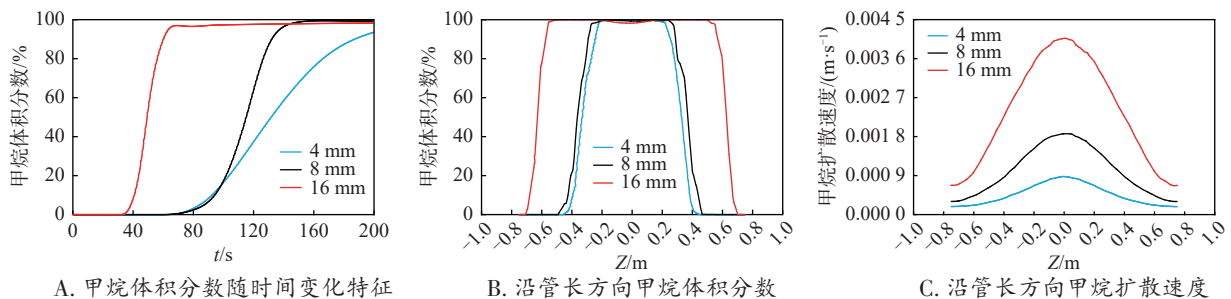 甲烷体积分数/%
100
80
60
40
20
0
4 mm
8 mm
16 mm
0 40 80 120 160 200
t/s
A. 甲烷体积分数随时间变化特征
甲烷体积分数/%
100
80
60
40
20
0
4 mm
8 mm
16 mm
−1.0 −0.8 −0.6 −0.4 −0.2 0.0 0.2 0.4 0.6 0.8 1.0
Z/m
B. 沿管长方向甲烷体积分数
甲烷扩散速度/(m·s⁻¹)
0.004 5
0.003 6
0.002 7
0.001 8
0.000 9
0.000 0
4 mm
8 mm
16 mm
−1.0 −0.8 −0.6 −0.4 −0.2 0.0 0.2 0.4 0.6 0.8 1.0
Z/m
C. 沿管长方向甲烷扩散速度